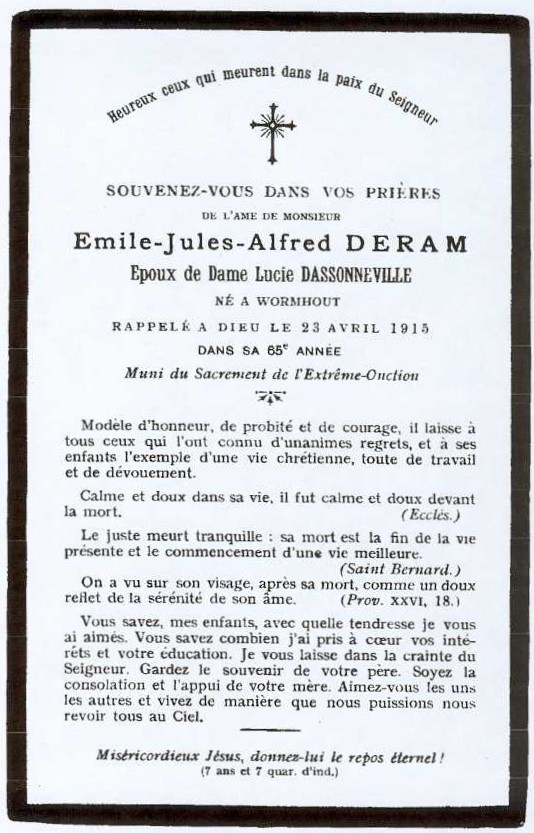 Heureux ceux qui meurent dans la paix du Seigneur
SOUVENEZ-VOUS DANS VOS PRIÈRES
DE L'AME DE MONSIEUR
Emile-Jules-Alfred DERAM
Epoux de Dame Lucie DASSONNEVILLE
NÉ A WORMHOUT
RAPPELÉ A DIEU LE 23 AVRIL 1915
DANS SA 65e ANNÉE
Muni du Sacrement de l'Extrême-Onction
Modèle d'honneur, de probité et de courage, il laisse à
tous ceux qui l'ont connu d'unanimes regrets, et à ses
enfants l'exemple d'une vie chrétienne, toute de travail
et de dévouement.
Calme et doux dans sa vie, il fut calme et doux devant
la mort. (Ecclés.)
Le juste meurt tranquille : sa mort est la fin de la vie
présente et le commencement d'une vie meilleure.
(Saint Bernard.)
On a vu sur son visage, après sa mort, comme un doux
reflet de la sérénité de son âme. (Prov. XXVI, 18.)
Vous savez, mes enfants, avec quelle tendresse je vous
ai aimés. Vous savez combien j'ai pris à cœur vos inté-
rêts et votre éducation. Je vous laisse dans la crainte du
Seigneur. Gardez le souvenir de votre père. Soyez la
consolation et l'appui de votre mère. Aimez-vous les uns
les autres et vivez de manière que nous puissions nous
revoir tous au Ciel.
Miséricordieux Jésus, donnez-lui le repos éternel !
(7 ans et 7 quar. d'ind.)